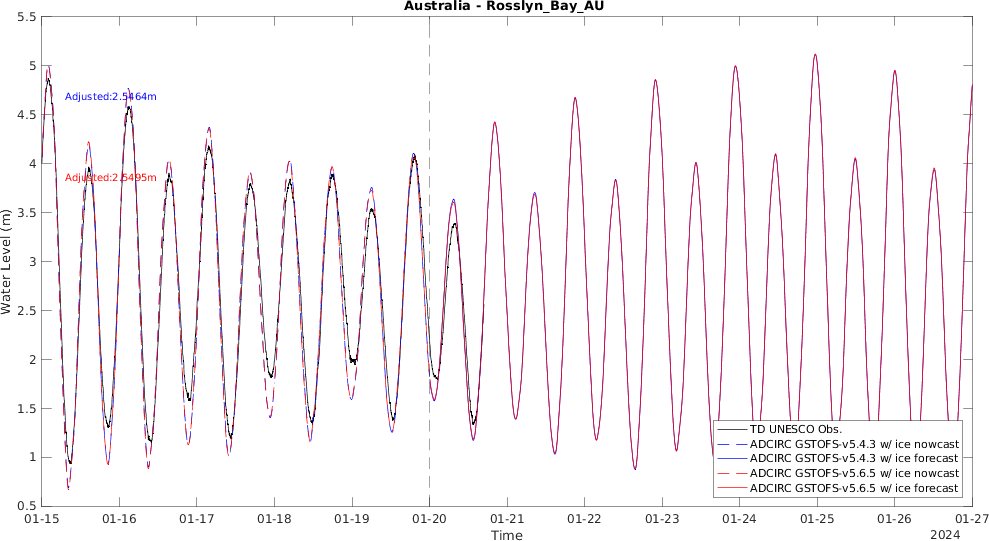 Australia - Rosslyn_Bay_AU
5.5
5
4.5
4
3.5
3
2.5
2
1.5
1
0.5
Water Level (m)
Adjusted:2.5464m
Adjusted:2.5495m
TD UNESCO Obs.
ADCIRC GSTOFS-v5.4.3 w/ ice nowcast
ADCIRC GSTOFS-v5.4.3 w/ ice forecast
ADCIRC GSTOFS-v5.6.5 w/ ice nowcast
ADCIRC GSTOFS-v5.6.5 w/ ice forecast
01-15 01-16 01-17 01-18 01-19 01-20 01-21 01-22 01-23 01-24 01-25 01-26 01-27
Time
2024